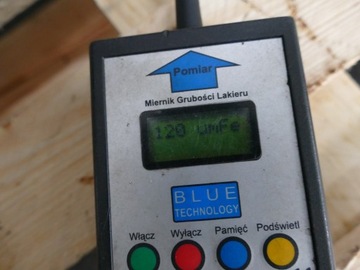 Pomiar
Miernik Grubości Lakieru
120 umFe
BLUE
TECHNOLOGY
Włącz Wyłącz Pamięć Podświetl